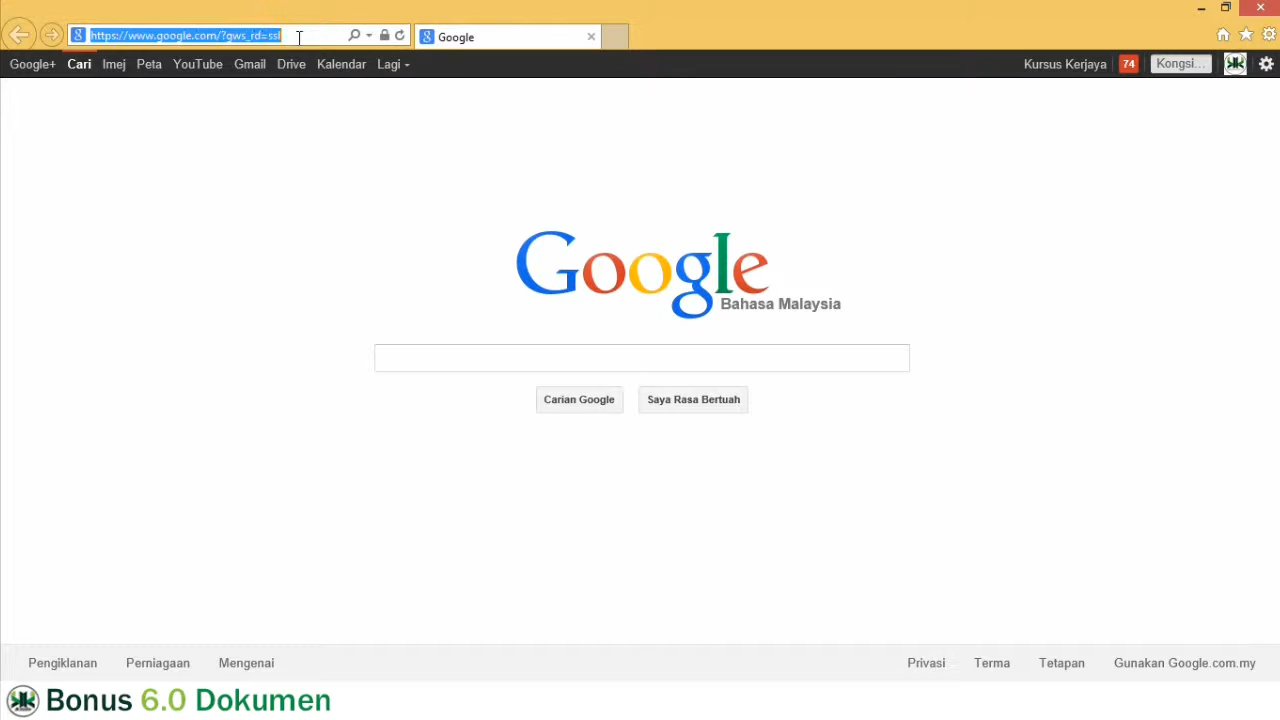 https://www.google.com/?gws_rd=ssl
Google
Google+ Cari Imej Peta YouTube Gmail Drive Kalendar Lagi
Kursus Kerjaya 74 Kongsi...
Google
Bahasa Malaysia
Carian Google Saya Rasa Bertuah
Pengiklanan Perniagaan Mengenai Privasi Terma Tetapan Gunakan Google.com.my
Bonus 6.0 Dokumen